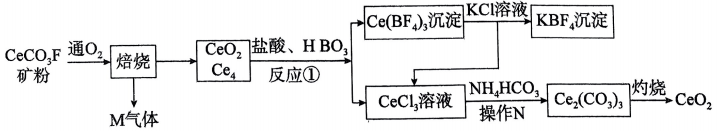 CeCO₃F
矿粉
通O₂
焙烧
M气体
CeO₂
Ce₄
盐酸、H BO₃
反应①
Ce(BF₄)₃沉淀
KCl溶液
KBF₄沉淀
CeCl₃溶液
NH₄HCO₃
操作N
Ce₂(CO₃)₃
灼烧
CeO₂